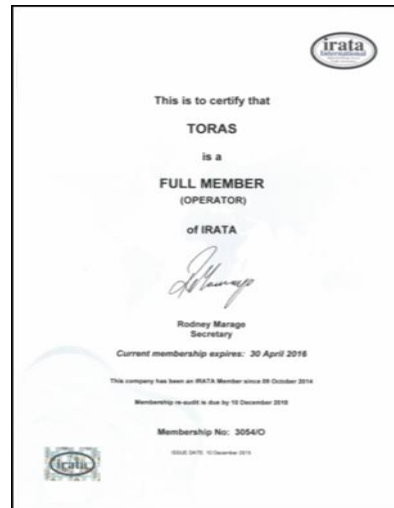 irata
International
This is to certify that
TORAS
is a
FULL MEMBER
(OPERATOR)
of IRATA
Rodney Marage
Secretary
Current membership expires: 30 April 2016
This company has been an IRATA Member since 09 October 2014
Membership re-audit is due by 10 December 2018
Membership No: 3054/O
irata